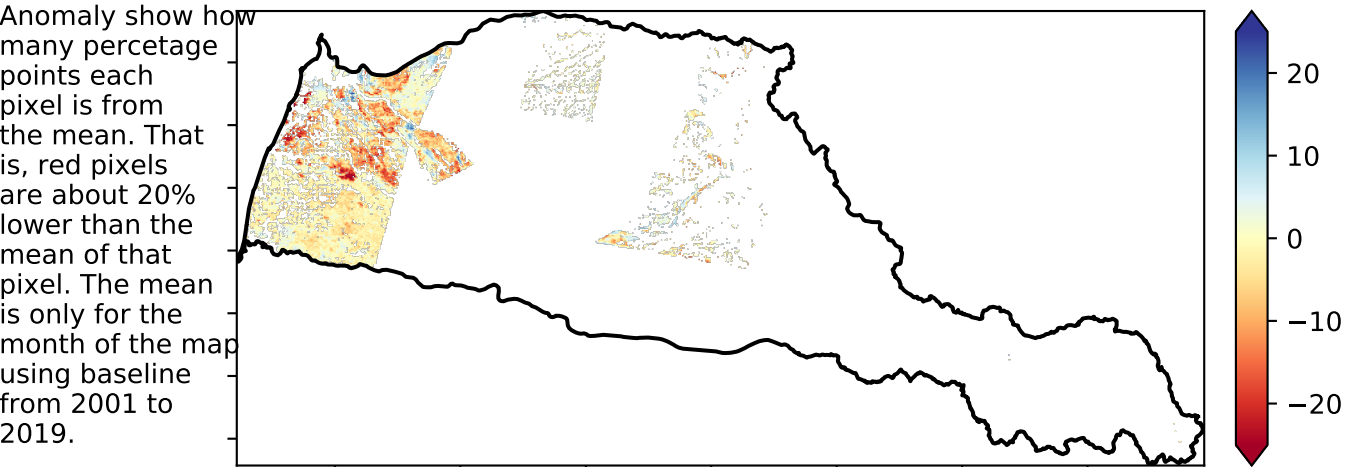 Anomaly show how
many percetage
points each
pixel is from
the mean. That
is, red pixels
are about 20%
lower than the
mean of that
pixel. The mean
is only for the
month of the map
using baseline
from 2001 to
2019.
20
10
0
−10
−20